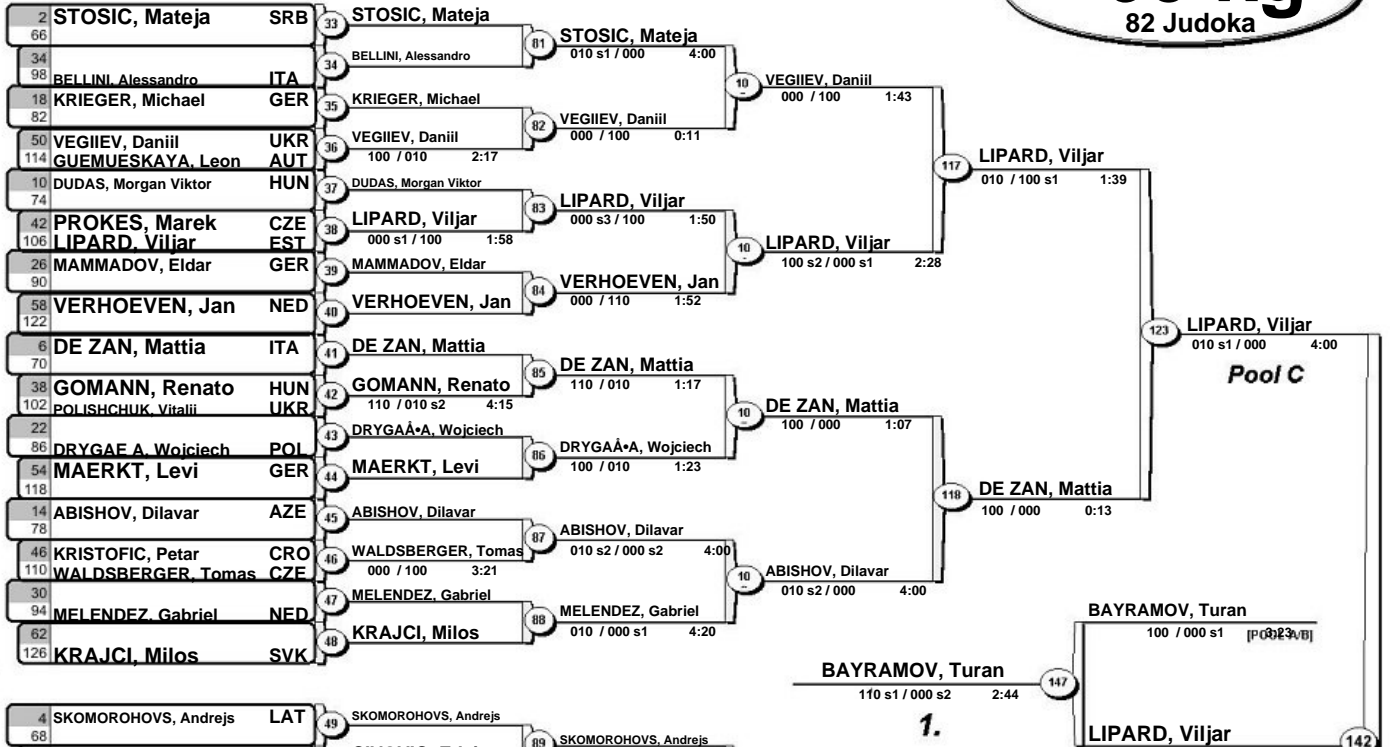 82 Judoka
2 STOSIC, Mateja SRB
66
34
98 BELLINI, Alessandro ITA
18 KRIEGER, Michael GER
82
50 VEGIIEV, Daniil UKR
114 GUEMUESKAYA, Leon AUT
10 DUDAS, Morgan Viktor HUN
74
42 PROKES, Marek CZE
106 LIPARD, Viljar EST
26 MAMMADOV, Eldar GER
90
58 VERHOEVEN, Jan NED
122
6 DE ZAN, Mattia ITA
70
38 GOMANN, Renato HUN
102 POLISHCHUK, Vitalii UKR
22
86 DRYGAE A, Wojciech POL
54 MAERKT, Levi GER
118
14 ABISHOV, Dilavar AZE
78
46 KRISTOFIC, Petar CRO
110 WALDSBERGER, Tomas CZE
30
94 MELENDEZ, Gabriel NED
62
126 KRAJCI, Milos SVK
4 SKOMOROHOVS, Andrejs LAT
68
33 STOSIC, Mateja
34 BELLINI, Alessandro
35 KRIEGER, Michael
36 VEGIIEV, Daniil
100 / 010 2:17
37 DUDAS, Morgan Viktor
38 LIPARD, Viljar
000 s1 / 100 1:58
39 MAMMADOV, Eldar
40 VERHOEVEN, Jan
41 DE ZAN, Mattia
42 GOMANN, Renato
110 / 010 s2 4:15
43 DRYGAÅ•A, Wojciech
44 MAERKT, Levi
45 ABISHOV, Dilavar
46 WALDSBERGER, Tomas
000 / 100 3:21
47 MELENDEZ, Gabriel
48 KRAJCI, Milos
49 SKOMOROHOVS, Andrejs
81 STOSIC, Mateja
010 s1 / 000 4:00
82 VEGIIEV, Daniil
000 / 100 0:11
83 LIPARD, Viljar
000 s3 / 100 1:50
84 VERHOEVEN, Jan
000 / 110 1:52
85 DE ZAN, Mattia
110 / 010 1:17
86 DRYGAÅ•A, Wojciech
100 / 010 1:23
87 ABISHOV, Dilavar
010 s2 / 000 s2 4:00
88 MELENDEZ, Gabriel
010 / 000 s1 4:20
89 SKOMOROHOVS, Andrejs
10 VEGIIEV, Daniil
000 / 100 1:43
10 LIPARD, Viljar
100 s2 / 000 s1 2:28
10 DE ZAN, Mattia
100 / 000 1:07
10 ABISHOV, Dilavar
010 s2 / 000 4:00
117 LIPARD, Viljar
010 / 100 s1 1:39
118 DE ZAN, Mattia
100 / 000 0:13
123 LIPARD, Viljar
010 s1 / 000 4:00
Pool C
BAYRAMOV, Turan
100 / 000 s1 3:23
BAYRAMOV, Turan 147
110 s1 / 000 s2 2:44
1.
LIPARD, Viljar 142